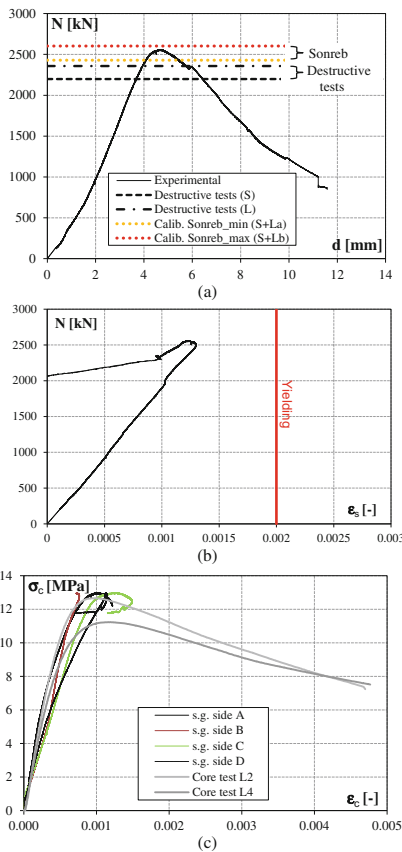 N [kN]
3000
2500
2000
1500
1000
500
0
Sonreb
Destructive
tests
Experimental
Destructive tests (S)
Destructive tests (L)
Calib. Sonreb_min (S+La)
Calib. Sonreb_max (S+Lb)
d [mm]
0 2 4 6 8 10 12 14
(a)
N [kN]
3000
2500
2000
1500
1000
500
0
Yielding
εs [-]
0 0.0005 0.001 0.0015 0.002 0.0025 0.003
(b)
σc [MPa]
14
12
10
8
6
4
2
0
s.g. side A
s.g. side B
s.g. side C
s.g. side D
Core test L2
Core test L4
εc [-]
0.000 0.001 0.002 0.003 0.004 0.005
(c)